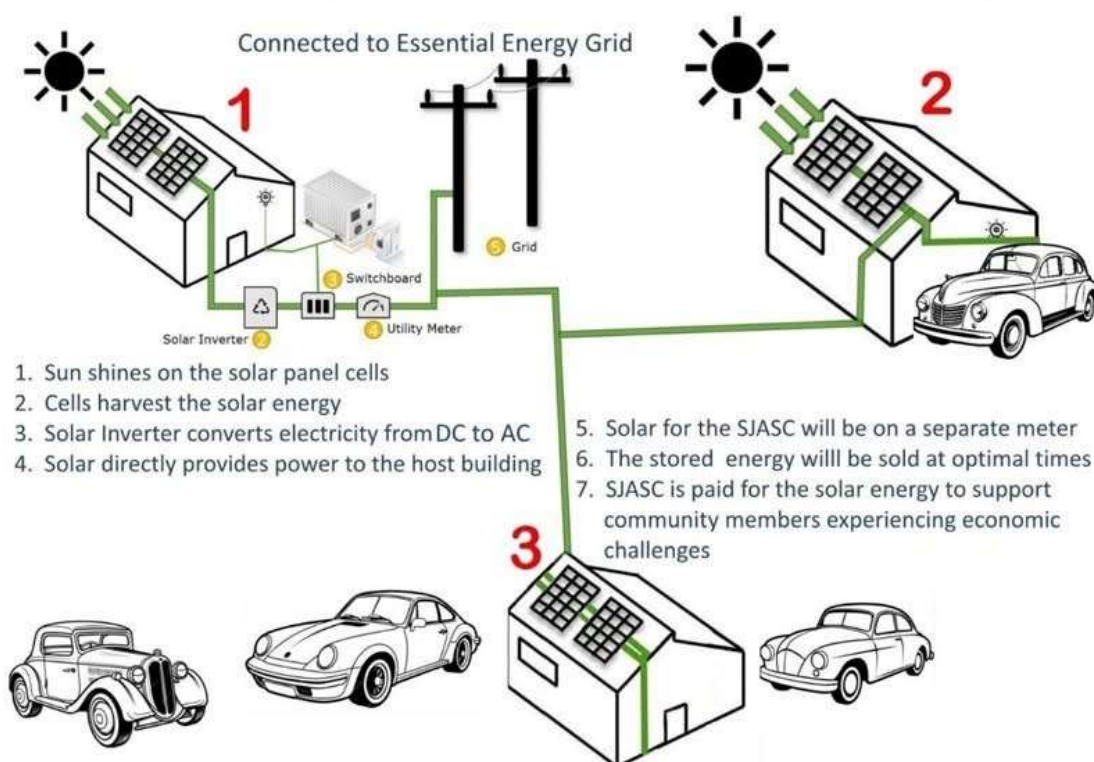 Connected to Essential Energy Grid
1
2
3 Switchboard
5 Grid
4 Utility Meter
Solar Inverter 2
1. Sun shines on the solar panel cells
2. Cells harvest the solar energy
3. Solar Inverter converts electricity from DC to AC
4. Solar directly provides power to the host building
5. Solar for the SJASC will be on a separate meter
6. The stored energy willl be sold at optimal times
7. SJASC is paid for the solar energy to support
community members experiencing economic
challenges
3